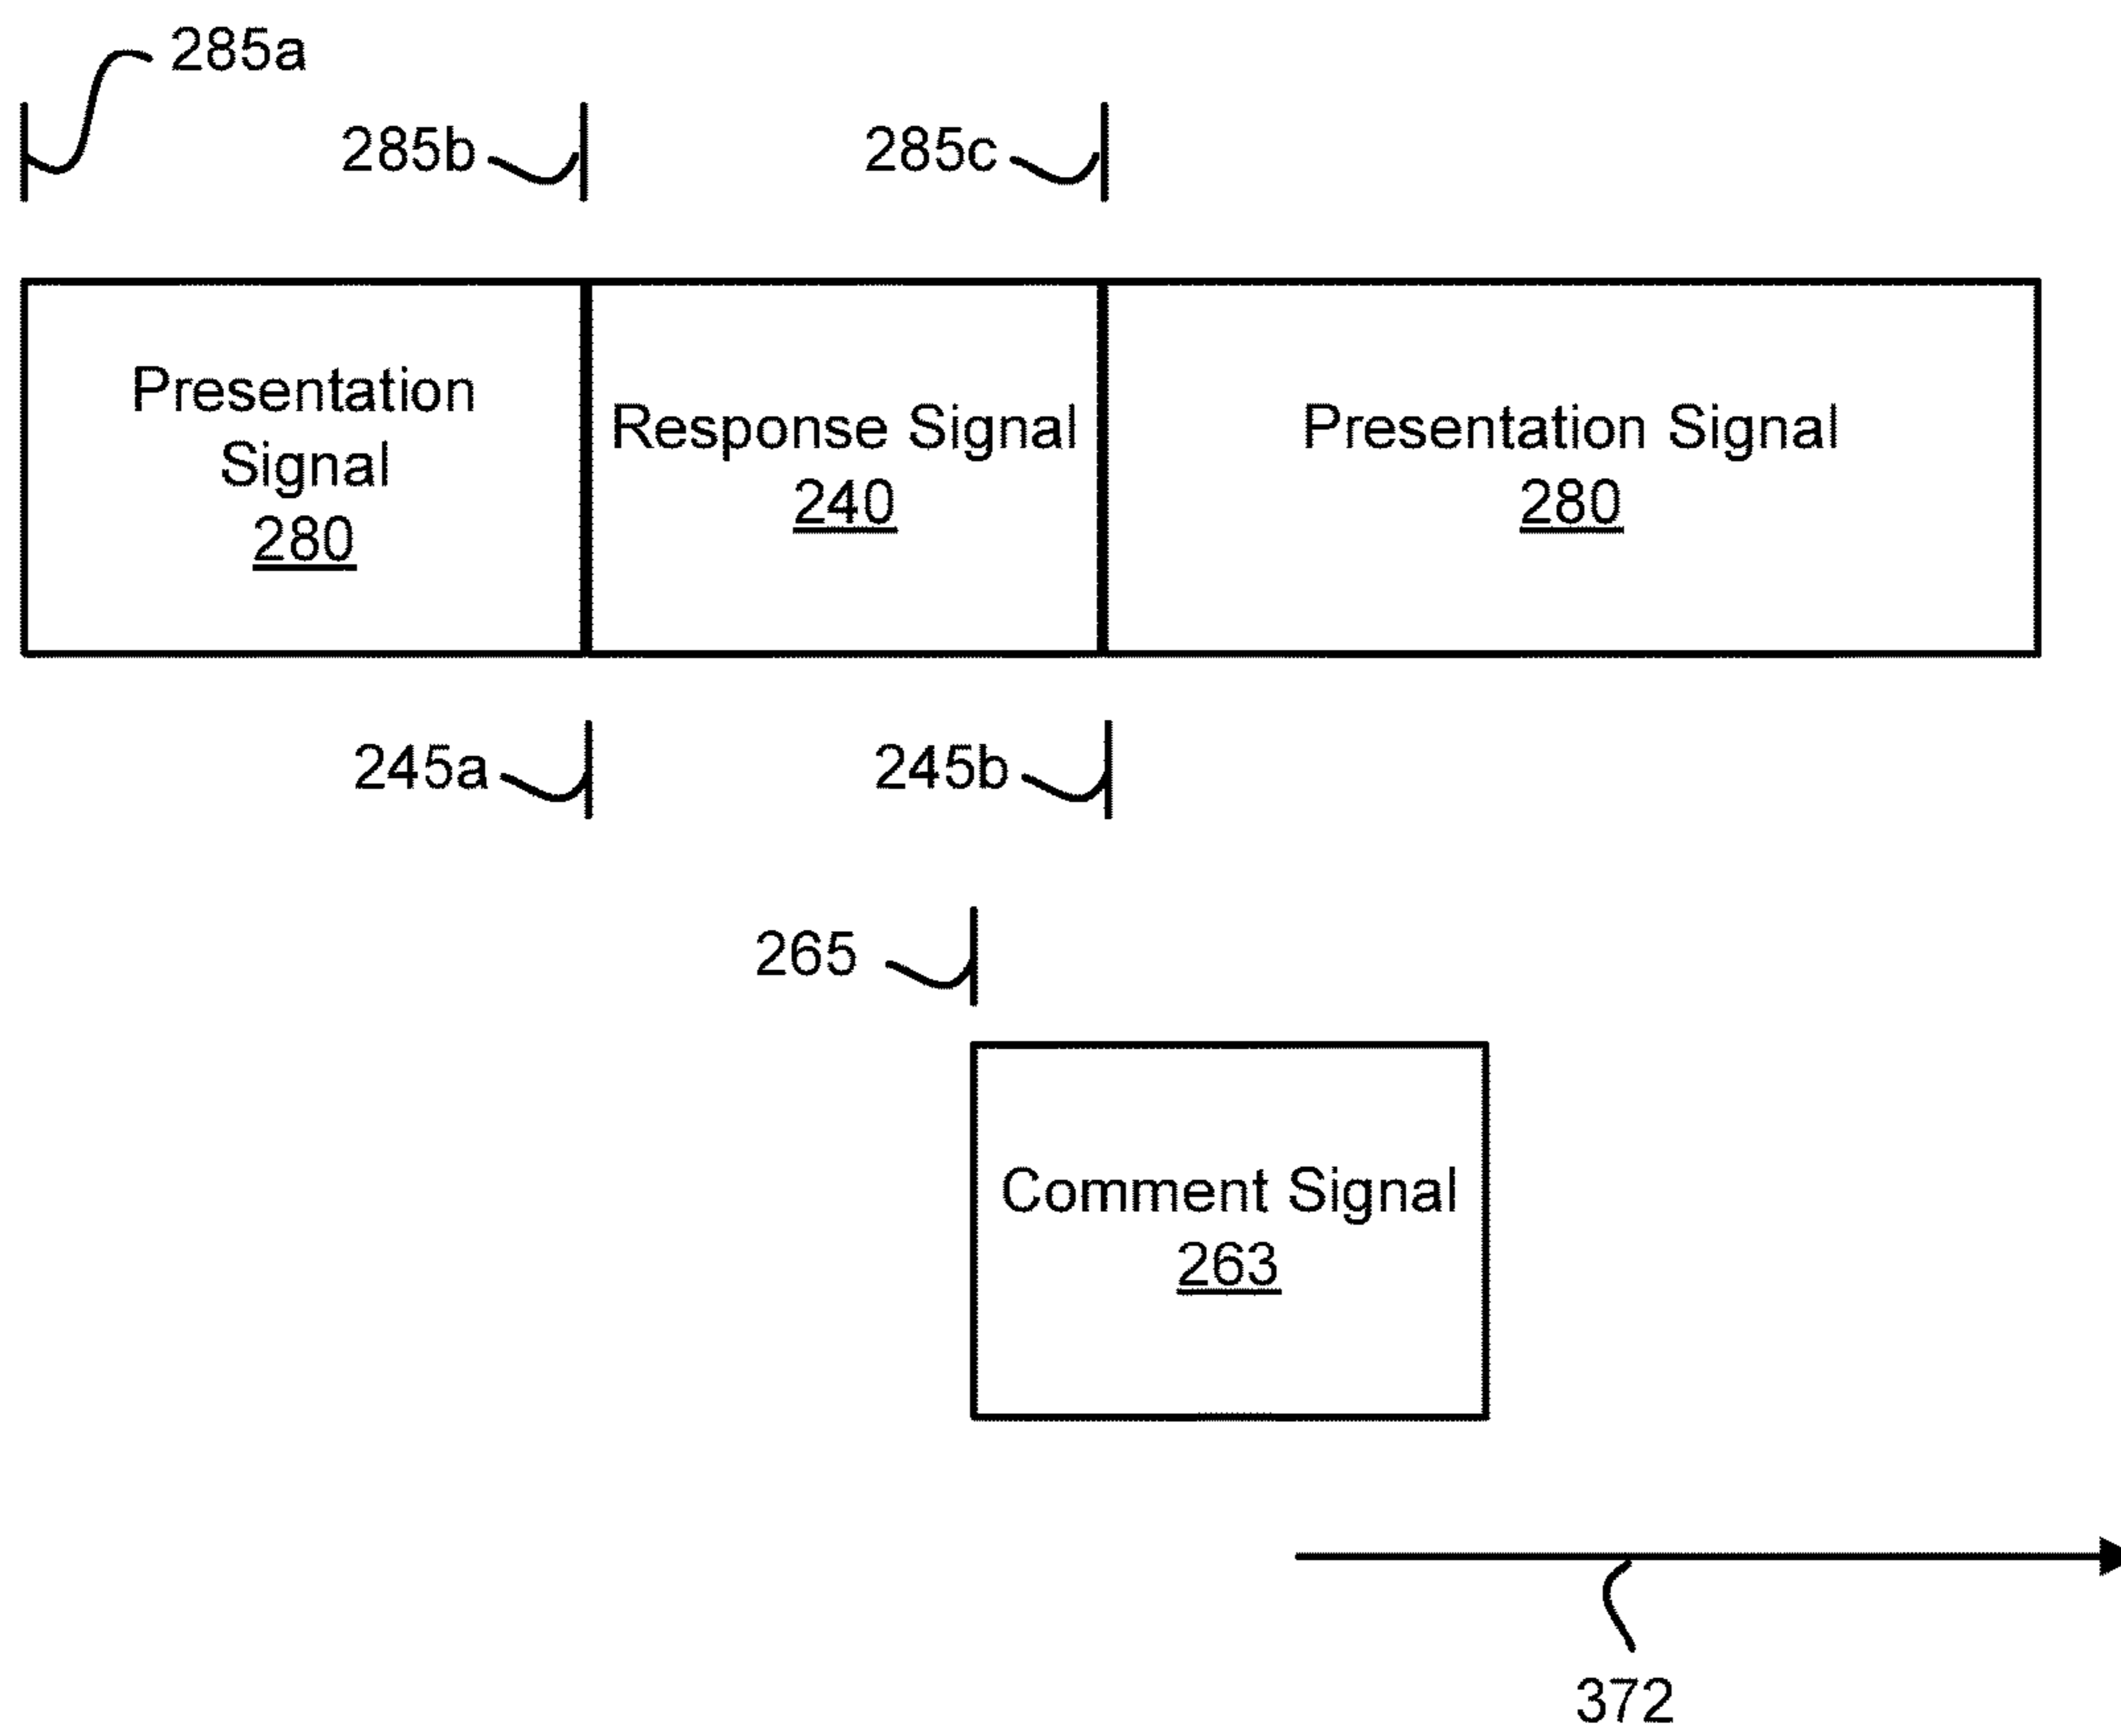 285a
285b
285c
Presentation
Signal
280
Response Signal
240
Presentation Signal
280
245a
245b
265
Comment Signal
263
372